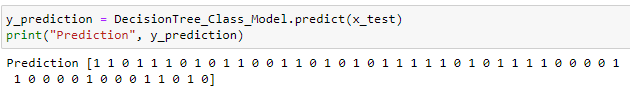 y_prediction = DecisionTree_Class_Model.predict(x_test)
print("Prediction", y_prediction)
Prediction [1 1 0 1 1 1 0 1 0 1 1 0 0 1 1 0 1 0 1 0 1 1 1 1 1 0 1 0 1 1 1 1 0 0 0 0 1
1 0 0 0 0 1 0 0 0 1 1 0 1 0]